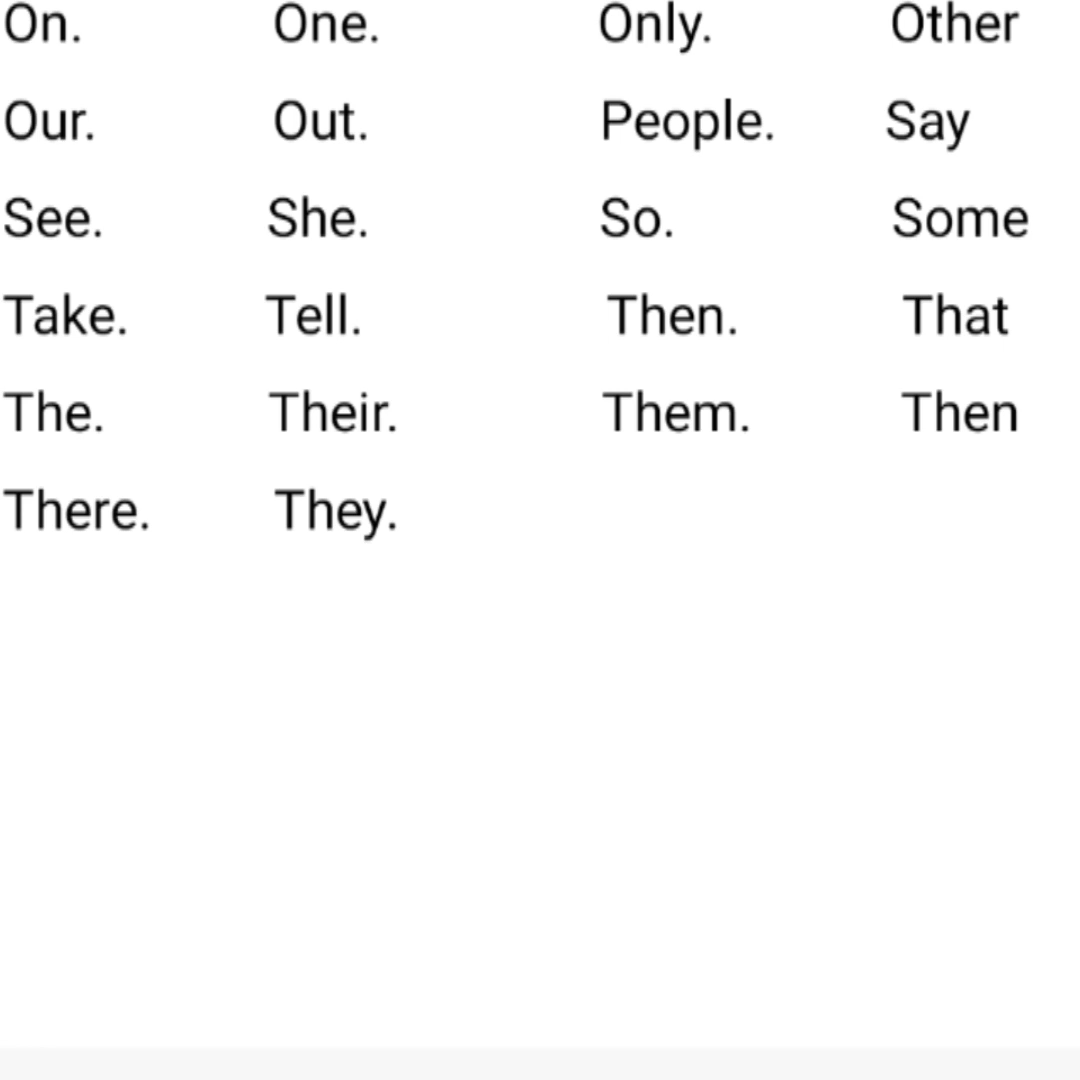 On. One. Only. Other
Our. Out. People. Say
See. She. So. Some
Take. Tell. Then. That
The. Their. Them. Then
There. They.